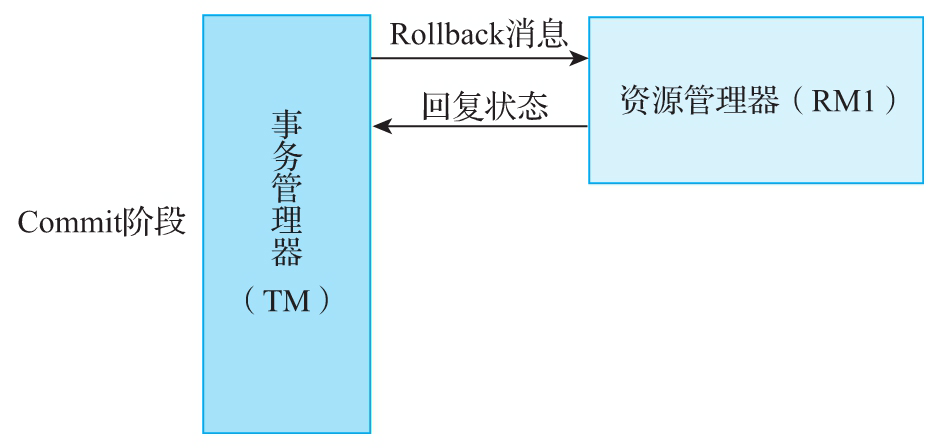 Rollback消息
资源管理器（RM1）
回复状态
事务管理器
（TM）
Commit阶段